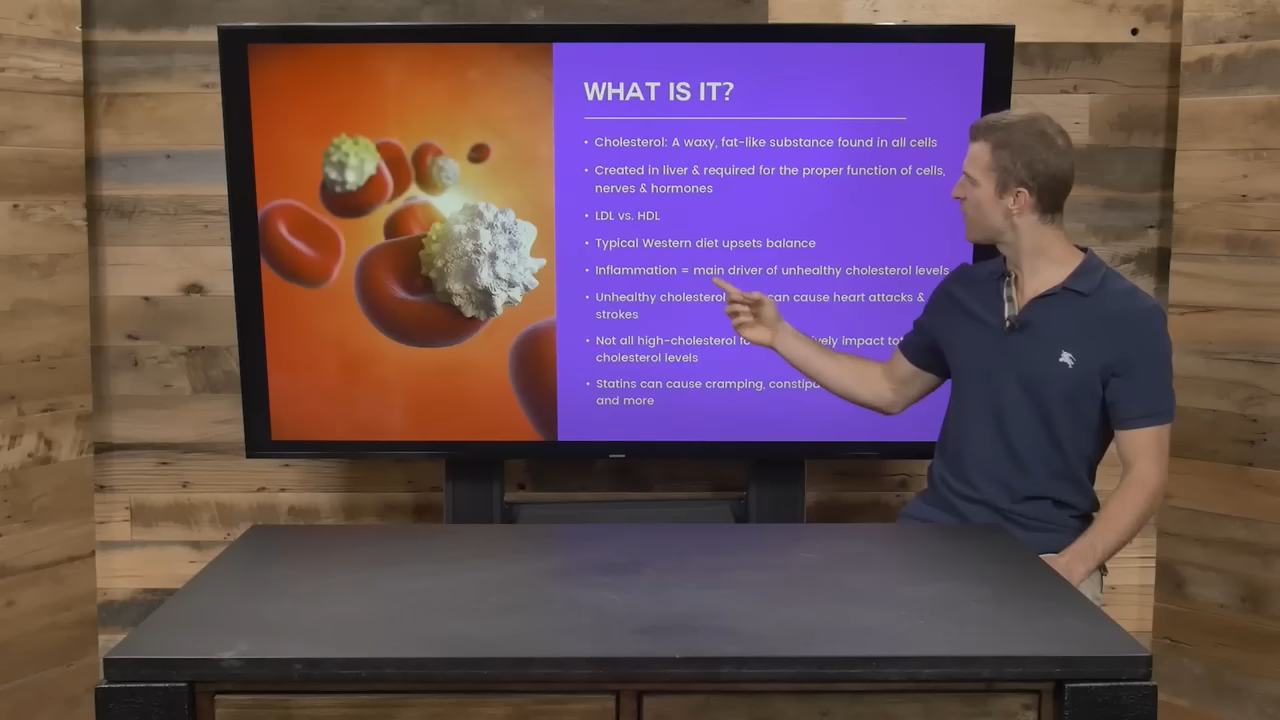 WHAT IS IT?
• Cholesterol: A waxy, fat-like substance found in all cells
• Created in liver & required for the proper function of cells,
nerves & hormones
• LDL vs. HDL
• Typical Western diet upsets balance
• Inflammation = main driver of unhealthy cholesterol levels
• Unhealthy cholesterol can cause heart attacks &
strokes
• Not all high-cholesterol impact
cholesterol levels
• Statins can cause cramping,
and more